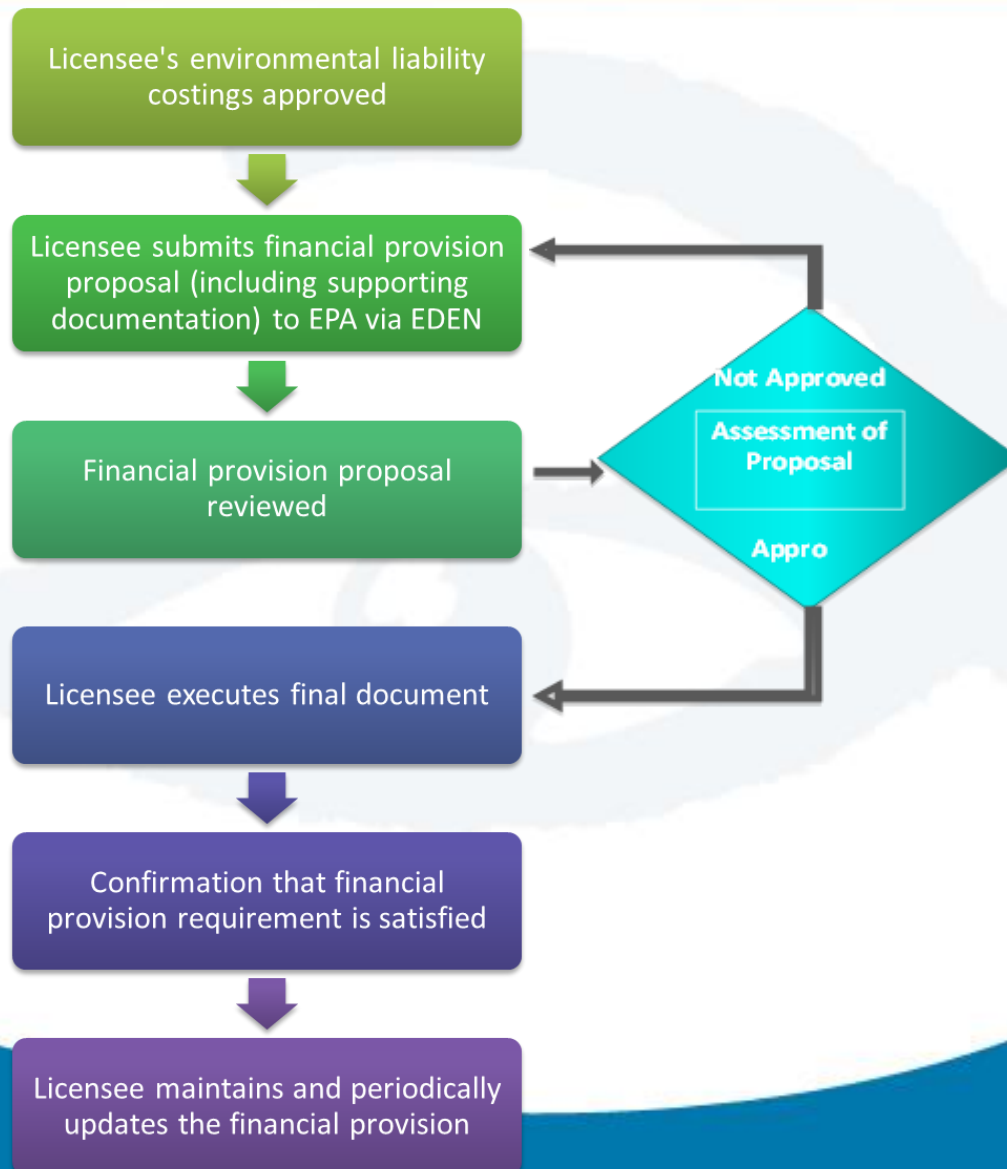 Licensee's environmental liability
costings approved
Licensee submits financial provision
proposal (including supporting
documentation) to EPA via EDEN
Financial provision proposal
reviewed
Not Approved
Assessment of
Proposal
Appro
Licensee executes final document
Confirmation that financial
provision requirement is satisfied
Licensee maintains and periodically
updates the financial provision